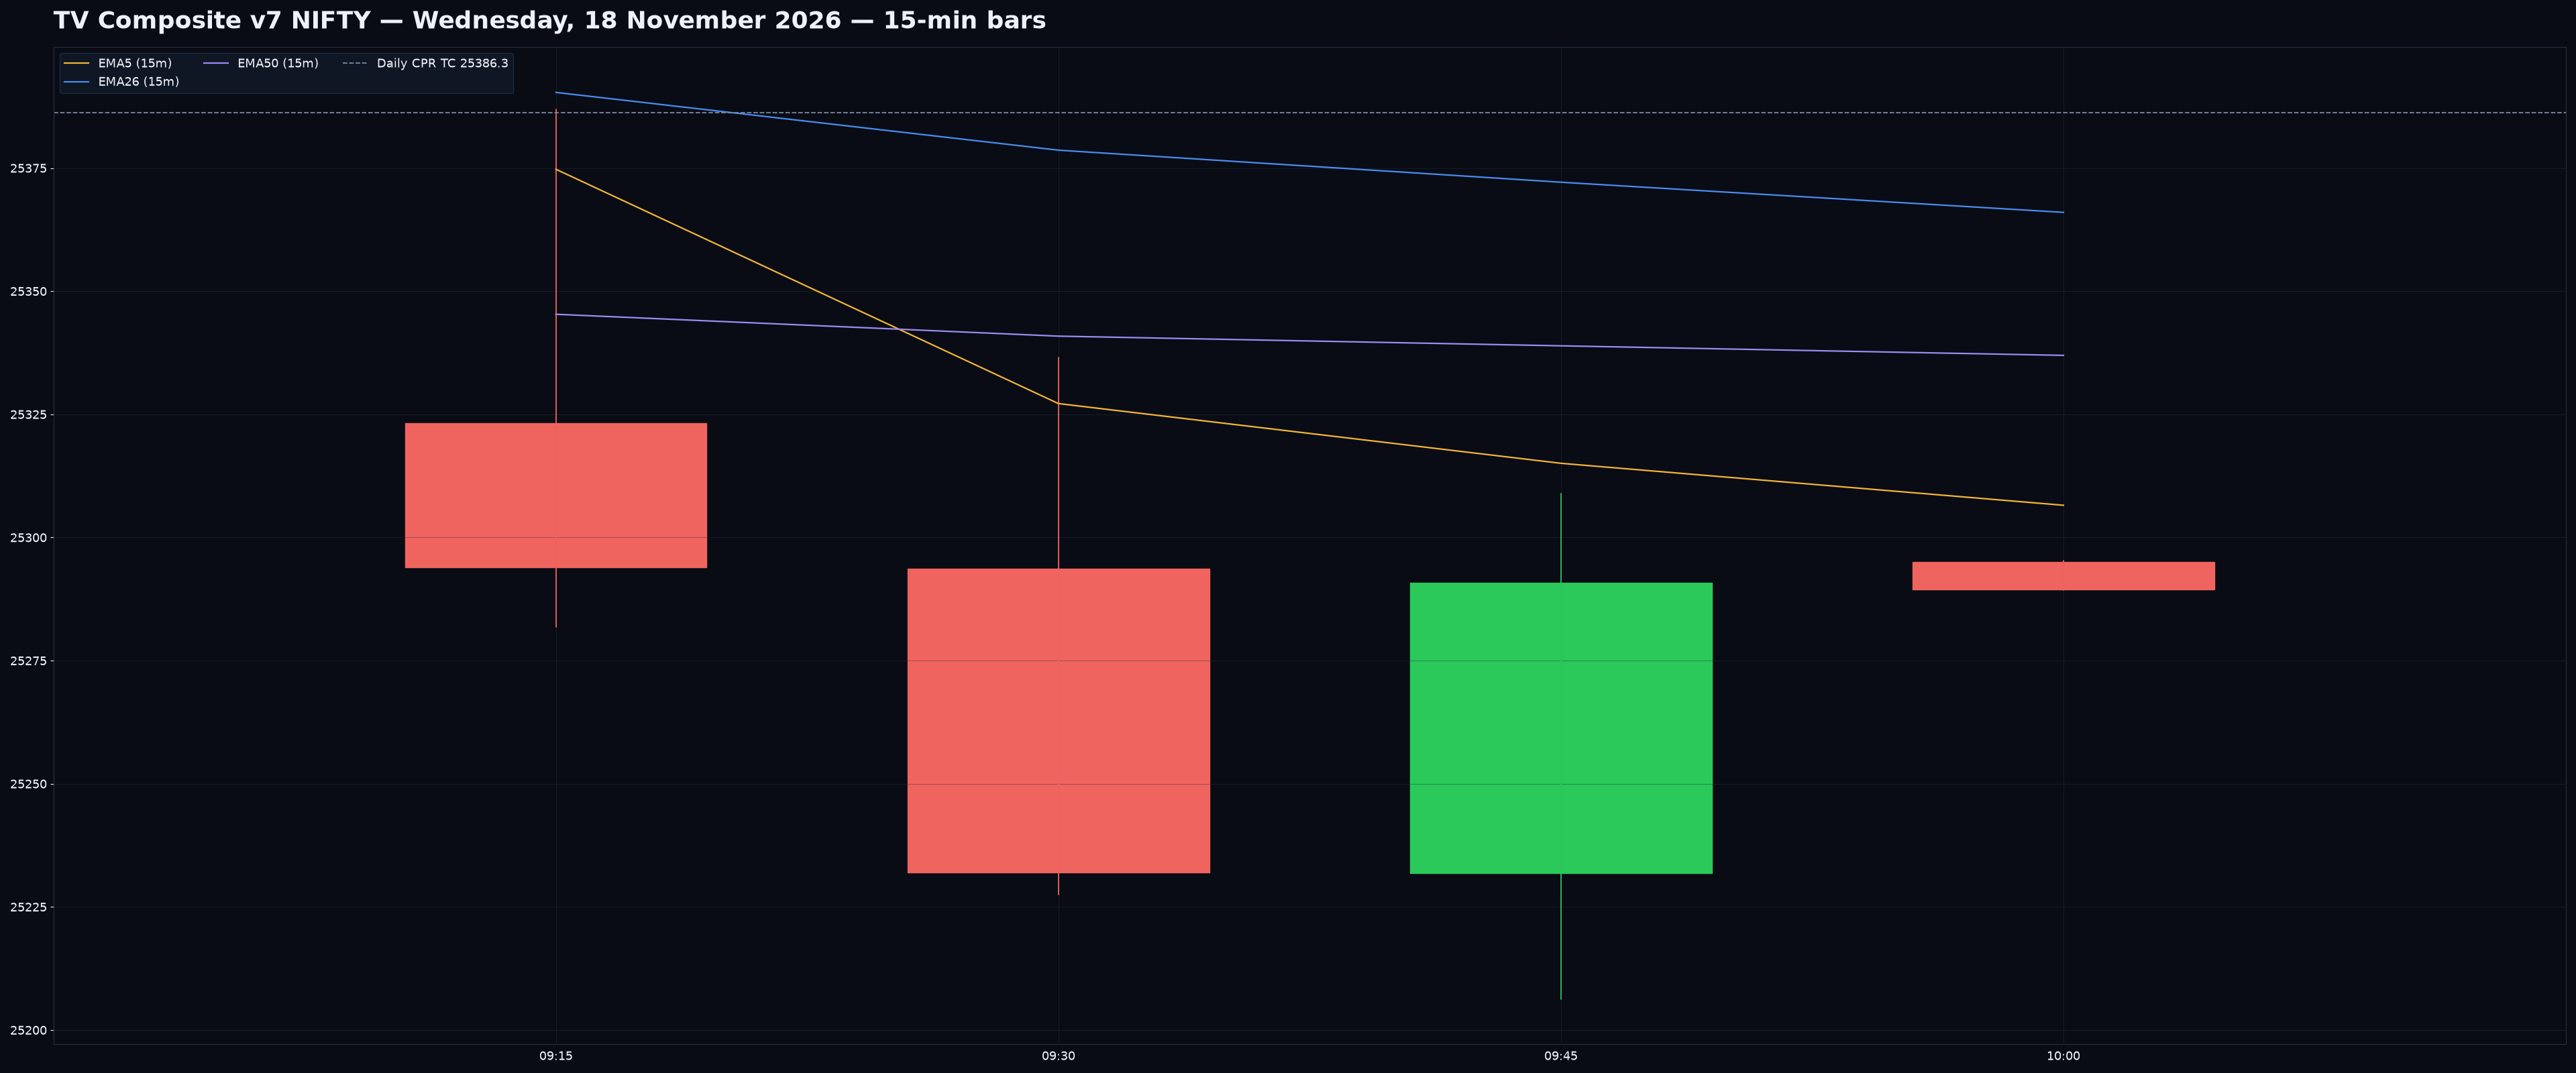 TV Composite v7 NIFTY — Wednesday, 18 November 2026 — 15-min bars
EMA5 (15m) EMA50 (15m) Daily CPR TC 25386.3
EMA26 (15m)
25375
25350
25325
25300
25275
25250
25225
25200
09:15 09:30 09:45 10:00